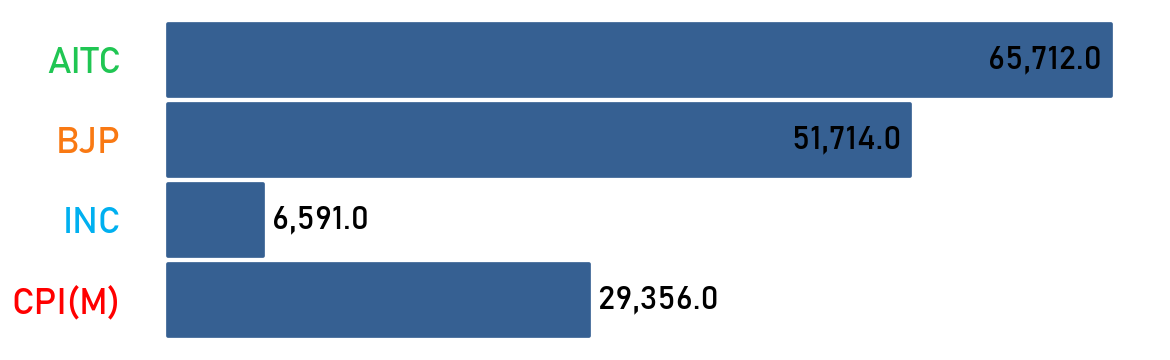 AITC 65,712.0
BJP 51,714.0
INC 6,591.0
CPI(M) 29,356.0